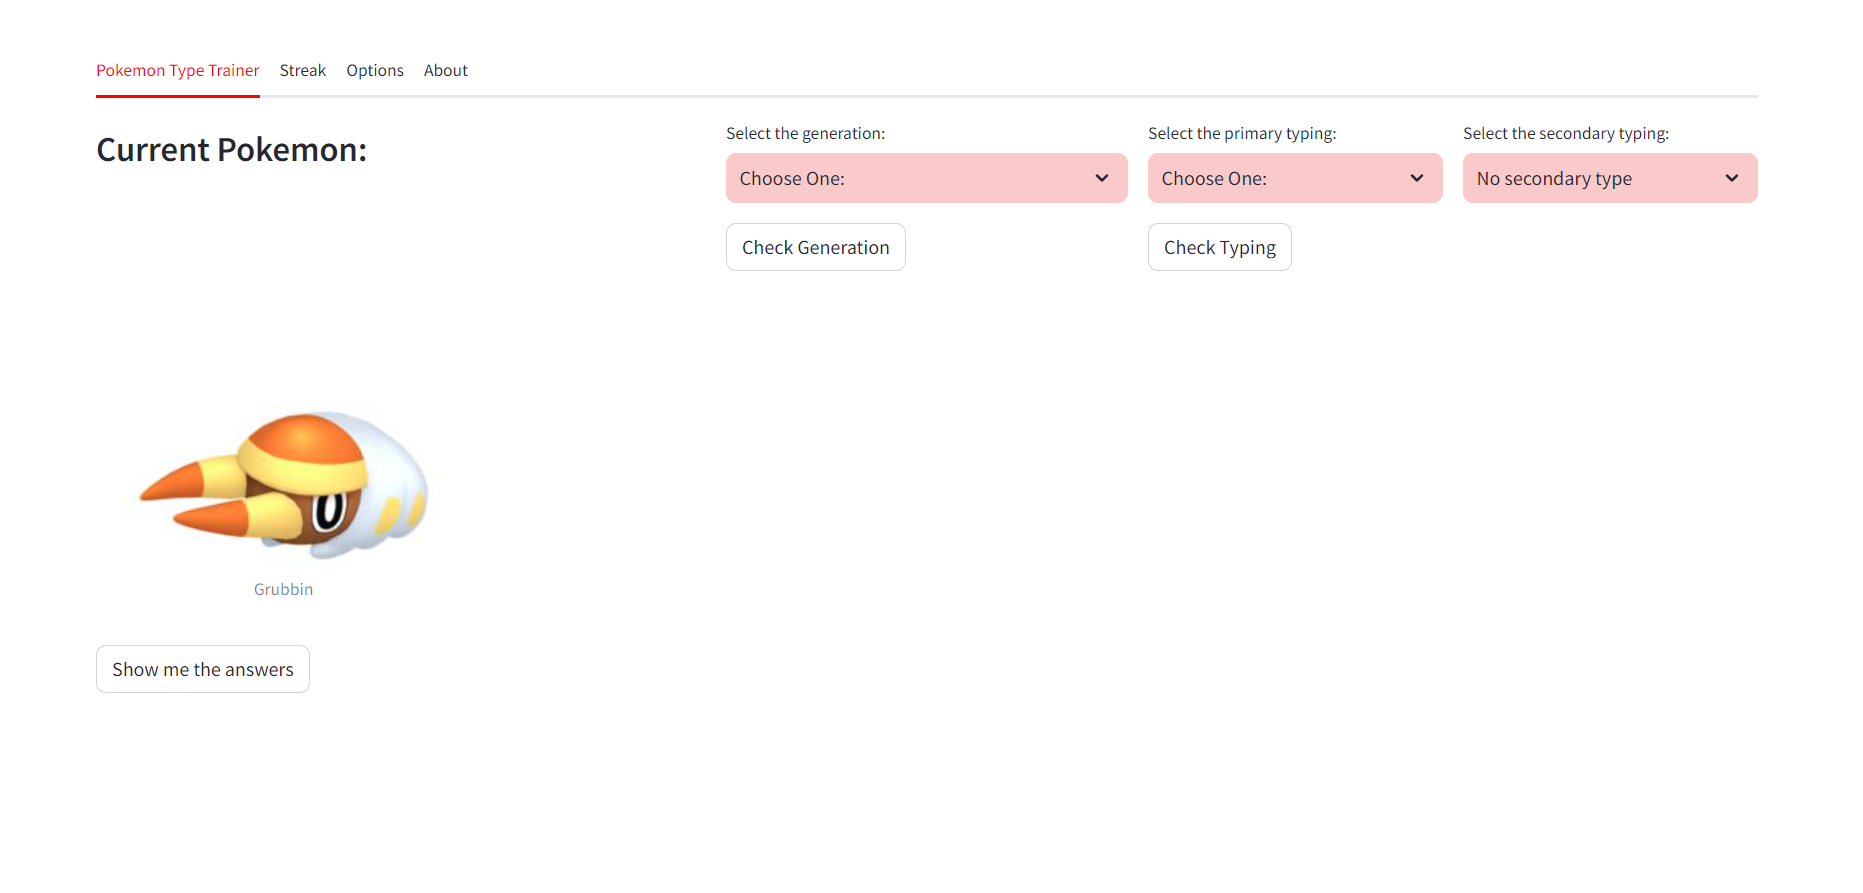 Pokemon Type Trainer Streak Options About
Current Pokemon:
Select the generation:
Choose One:
Check Generation
Select the primary typing:
Choose One:
Check Typing
Select the secondary typing:
No secondary type
Grubbin
Show me the answers